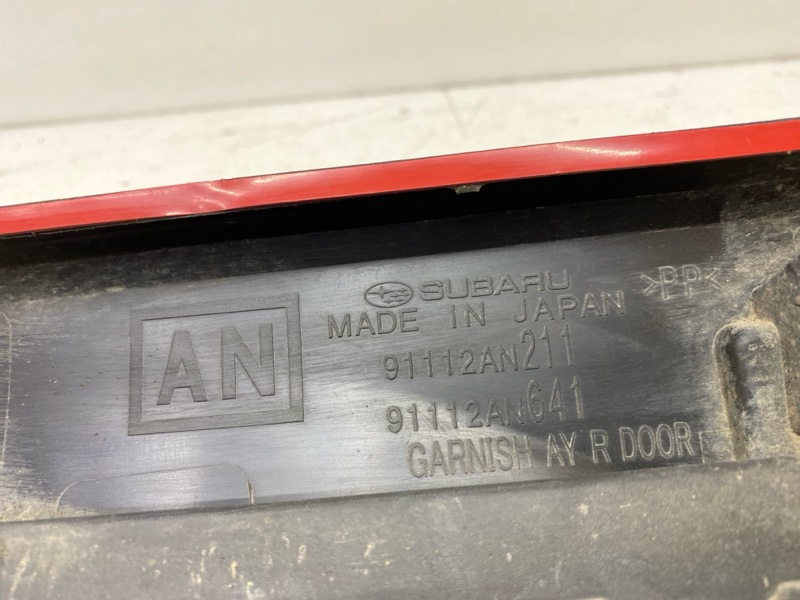 AN
SUBARU
MADE IN JAPAN
>PP<
91112AN211
91112AN641
GARNISH AY R DOOR